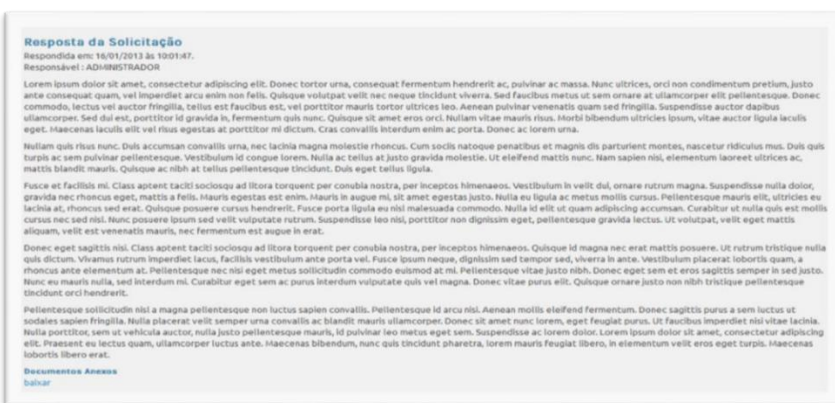 Resposta da Solicitação
Respondida em: 16/01/2013 às 10:01:47.
Responsável : ADMINISTRADOR
Lorem ipsum dolor sit amet, consectetur adipiscing elit. Donec tortor urna, consequat fermentum hendrerit ac, pulvinar ac massa. Nunc ultrices, orci non condimentum pretium, justo
ante consequat quam, vel imperdiet arcu enim non felis. Quisque volutpat velit nec neque tincidunt viverra. Sed faucibus metus ut sem ornare at ullamcorper elit pellentesque. Donec
commodo, lectus vel auctor fringilla, tellus est faucibus est, vel porttitor mauris tortor ultrices leo. Aenean pulvinar venenatis quam sed fringilla. Suspendisse auctor dapibus
ullamcorper. Sed dui est, porttitor id gravida in, fermentum quis nunc. Quisque sit amet eros orci. Nullam vitae mauris risus. Morbi bibendum ultricies ipsum, vitae auctor ligula iaculis
eget. Maecenas iaculis elit vel risus egestas at porttitor mi dictum. Cras convallis interdum enim ac porta. Donec ac lorem urna.
Nullam quis risus nunc. Duis accumsan convallis urna, nec lacinia magna molestie rhoncus. Cum sociis natoque penatibus et magnis dis parturient montes, nascetur ridiculus mus. Duis quis
turpis ac sem pulvinar pellentesque. Vestibulum id congue lorem. Nulla ac tellus at justo gravida molestie. Ut eleifend mattis nunc. Nam sapien nisi, elementum laoreet ultrices ac,
mattis blandit mauris. Quisque ac nibh at tellus pellentesque tincidunt. Duis eget tellus ligula.
Fusce et facilisis mi. Class aptent taciti sociosqu ad litora torquent per conubia nostra, per inceptos himenaeos. Vestibulum in velit dui, ornare rutrum magna. Suspendisse nulla dolor,
gravida nec rhoncus eget, mattis a felis. Mauris egestas est enim. Mauris in augue mi, sit amet egestas justo. Nulla eu ligula ac metus mollis cursus. Pellentesque mauris elit, ultricies eu
lacinia at, rhoncus sed erat. Quisque posuere cursus hendrerit. Fusce porta ligula eu nisl malesuada commodo. Nulla id elit ut quam adipiscing accumsan. Curabitur ut nulla quis est mollis
cursus nec sed nisl. Nunc posuere ipsum sed velit vulputate rutrum. Suspendisse leo nisl, porttitor non dignissim eget, pellentesque gravida lectus. Ut volutpat, velit eget mattis
aliquam, velit est venenatis mauris, nec fermentum est augue in erat.
Donec eget sagittis nisl. Class aptent taciti sociosqu ad litora torquent per conubia nostra, per inceptos himenaeos. Quisque id magna nec erat mattis posuere. Ut rutrum tristique nulla
quis dictum. Vivamus rutrum imperdiet lacus, facilisis vestibulum ante porta vel. Fusce ipsum neque, dignissim sed tempor sed, viverra in ante. Vestibulum placerat lobortis quam, a
rhoncus ante elementum at. Pellentesque nec nisi eget metus sollicitudin commodo euismod at mi. Pellentesque vitae justo nibh. Donec eget sem et eros sagittis semper in sed justo.
Nunc eu mauris nulla, sed interdum mi. Curabitur eget sem ac purus interdum vulputate quis vel magna. Donec vitae purus elit. Quisque ornare justo non nibh tristique pellentesque
tincidunt orci hendrerit.
Pellentesque sollicitudin nisl a magna pellentesque non luctus sapien convallis. Pellentesque id arcu nisi. Aenean mollis eleifend fermentum. Donec sagittis purus a sem luctus ut
sodales sapien fringilla. Nulla placerat velit semper urna convallis ac blandit mauris ullamcorper. Donec sit amet nunc lorem, eget feugiat purus. Ut faucibus imperdiet nisi vitae lacinia.
Nulla porttitor, sem ut vehicula auctor, nulla justo pellentesque mauris, id pulvinar leo metus eget sem. Suspendisse ac lorem dolor. Lorem ipsum dolor sit amet, consectetur adipiscing
elit. Praesent eu lectus quam, ullamcorper luctus ante. Maecenas bibendum, nunc quis tincidunt pharetra, lorem mauris feugiat libero, in elementum velit eros eget turpis. Maecenas
lobortis libero erat.
Documentos Anexos
baixar